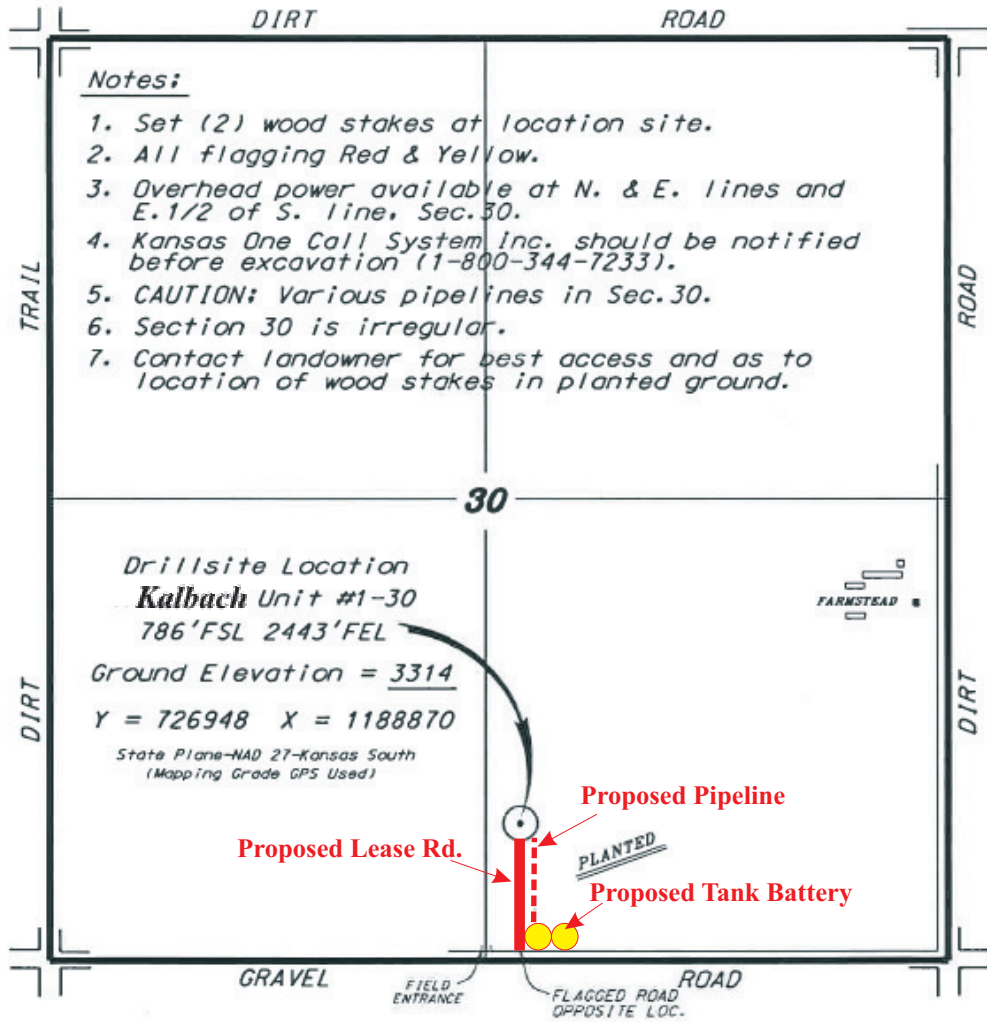 DIRT ROAD
Notes:
1. Set (2) wood stakes at location site.
2. All flagging Red & Yellow.
3. Overhead power available at N. & E. lines and
E.1/2 of S. line, Sec.30.
4. Kansas One Call System Inc. should be notified
before excavation (1-800-344-7233).
5. CAUTION: Various pipelines in Sec.30.
6. Section 30 is irregular.
7. Contact landowner for best access and as to
location of wood stakes in planted ground.
TRAIL
ROAD
30
Drillsite Location
Kalbach Unit #1-30
786'FSL 2443'FEL
Ground Elevation = 3314
Y = 726948 X = 1188870
State Plane-NAD 27-Kansas South
(Mapping Grade GPS Used)
FARMSTEAD
DIRT
DIRT
Proposed Pipeline
Proposed Lease Rd.
PLANTED
Proposed Tank Battery
GRAVEL ROAD
FIELD
ENTRANCE
FLAGGED ROAD
OPPOSITE LOC.